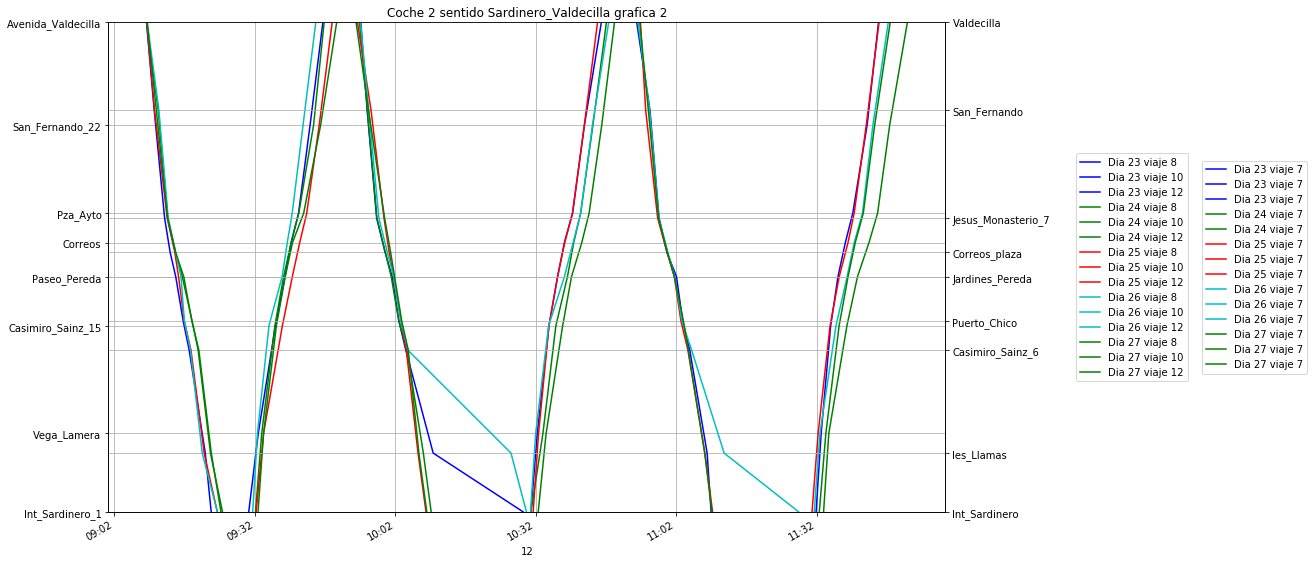 Coche 2 sentido Sardinero_Valdecilla grafica 2
Avenida_Valdecilla
San_Fernando_22
Pza_Ayto
Correos
Paseo_Pereda
Casimiro_Sainz_15
Vega_Lamera
Int_Sardinero_1
Valdecilla
San_Fernando
Jesus_Monasterio_7
Correos_plaza
Jardines_Pereda
Puerto_Chico
Casimiro_Sainz_6
Ies_Llamas
Int_Sardinero
09:02
09:32
10:02
10:32
11:02
11:32
12
Dia 23 viaje 8
Dia 23 viaje 10
Dia 23 viaje 12
Dia 24 viaje 8
Dia 24 viaje 10
Dia 24 viaje 12
Dia 25 viaje 8
Dia 25 viaje 10
Dia 25 viaje 12
Dia 26 viaje 8
Dia 26 viaje 10
Dia 26 viaje 12
Dia 27 viaje 8
Dia 27 viaje 10
Dia 27 viaje 12
Dia 23 viaje 7
Dia 23 viaje 7
Dia 23 viaje 7
Dia 24 viaje 7
Dia 24 viaje 7
Dia 25 viaje 7
Dia 25 viaje 7
Dia 25 viaje 7
Dia 26 viaje 7
Dia 26 viaje 7
Dia 26 viaje 7
Dia 27 viaje 7
Dia 27 viaje 7
Dia 27 viaje 7